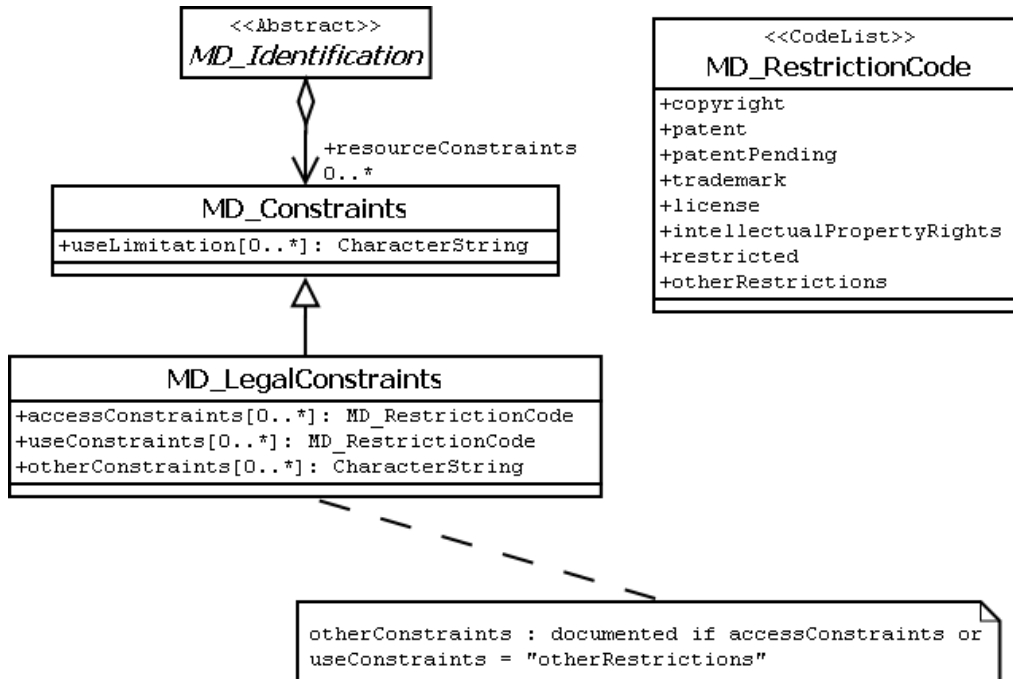 <<Abstract>>
MD_Identification
+resourceConstraints
0..*
MD_Constraints
+useLimitation[0..*]: CharacterString
MD_LegalConstraints
+accessConstraints[0..*]: MD_RestrictionCode
+useConstraints[0..*]: MD_RestrictionCode
+otherConstraints[0..*]: CharacterString
<<CodeList>>
MD_RestrictionCode
+copyright
+patent
+patentPending
+trademark
+license
+intellectualPropertyRights
+restricted
+otherRestrictions
otherConstraints : documented if accessConstraints or
useConstraints = "otherRestrictions"